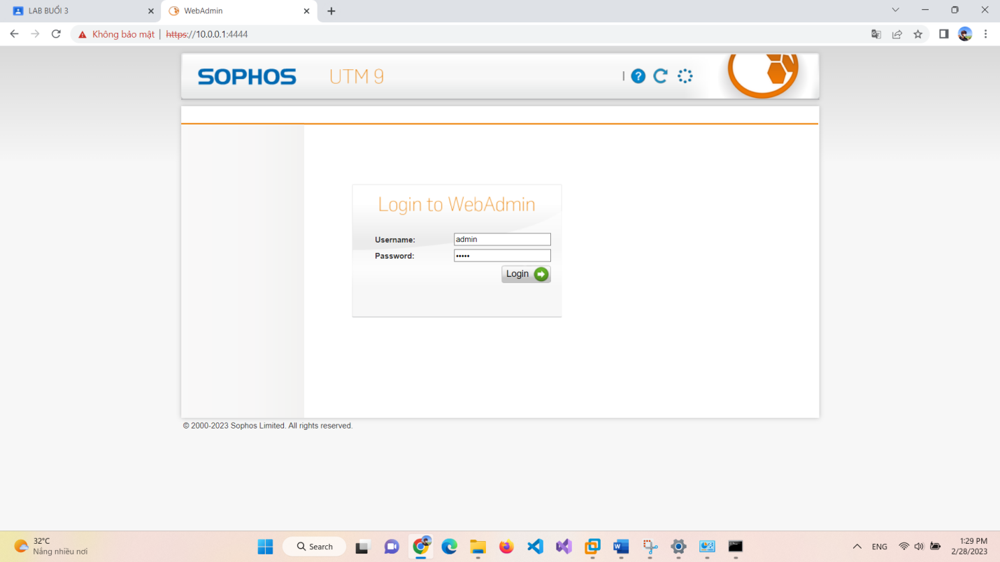 LAB BUỔI 3
WebAdmin
Không bảo mật | https://10.0.0.1:4444
SOPHOS UTM 9
Login to WebAdmin
Username: admin
Password: •••••
Login
© 2000-2023 Sophos Limited. All rights reserved.
32°C
Nắng nhiều nơi
Search
ENG
1:29 PM
2/28/2023